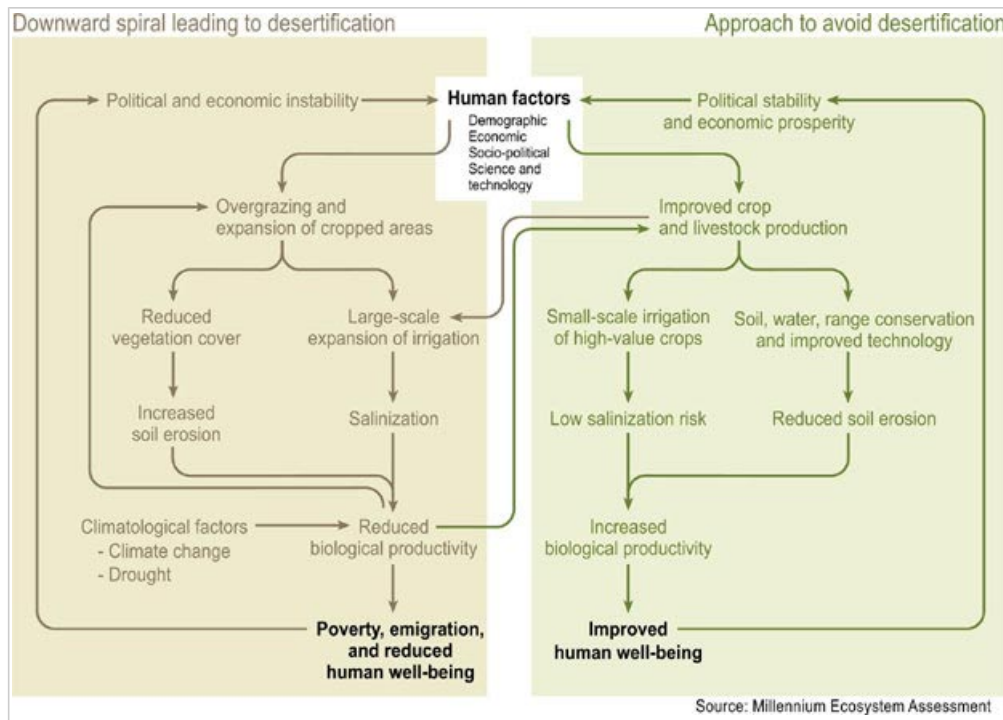 Downward spiral leading to desertification
Approach to avoid desertification
Political and economic instability
Human factors
Demographic
Economic
Socio-political
Science and
technology
Political stability
and economic prosperity
Overgrazing and
expansion of cropped areas
Improved crop
and livestock production
Reduced
vegetation cover
Large-scale
expansion of irrigation
Small-scale irrigation
of high-value crops
Soil, water, range conservation
and improved technology
Increased
soil erosion
Salinization
Low salinization risk
Reduced soil erosion
Climatological factors
- Climate change
- Drought
Reduced
biological productivity
Increased
biological productivity
Poverty, emigration,
and reduced
human well-being
Improved
human well-being
Source: Millennium Ecosystem Assessment